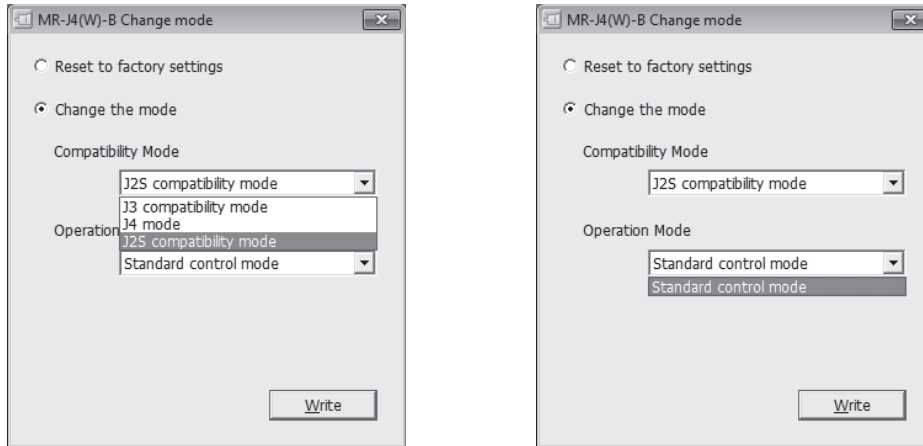 MR-J4(W)-B Change mode
Reset to factory settings
Change the mode
Compatibility Mode
J2S compatibility mode
J3 compatibility mode
J4 mode
J2S compatibility mode
Operation
Standard control mode
Write
MR-J4(W)-B Change mode
Reset to factory settings
Change the mode
Compatibility Mode
J2S compatibility mode
Operation Mode
Standard control mode
Standard control mode
Write